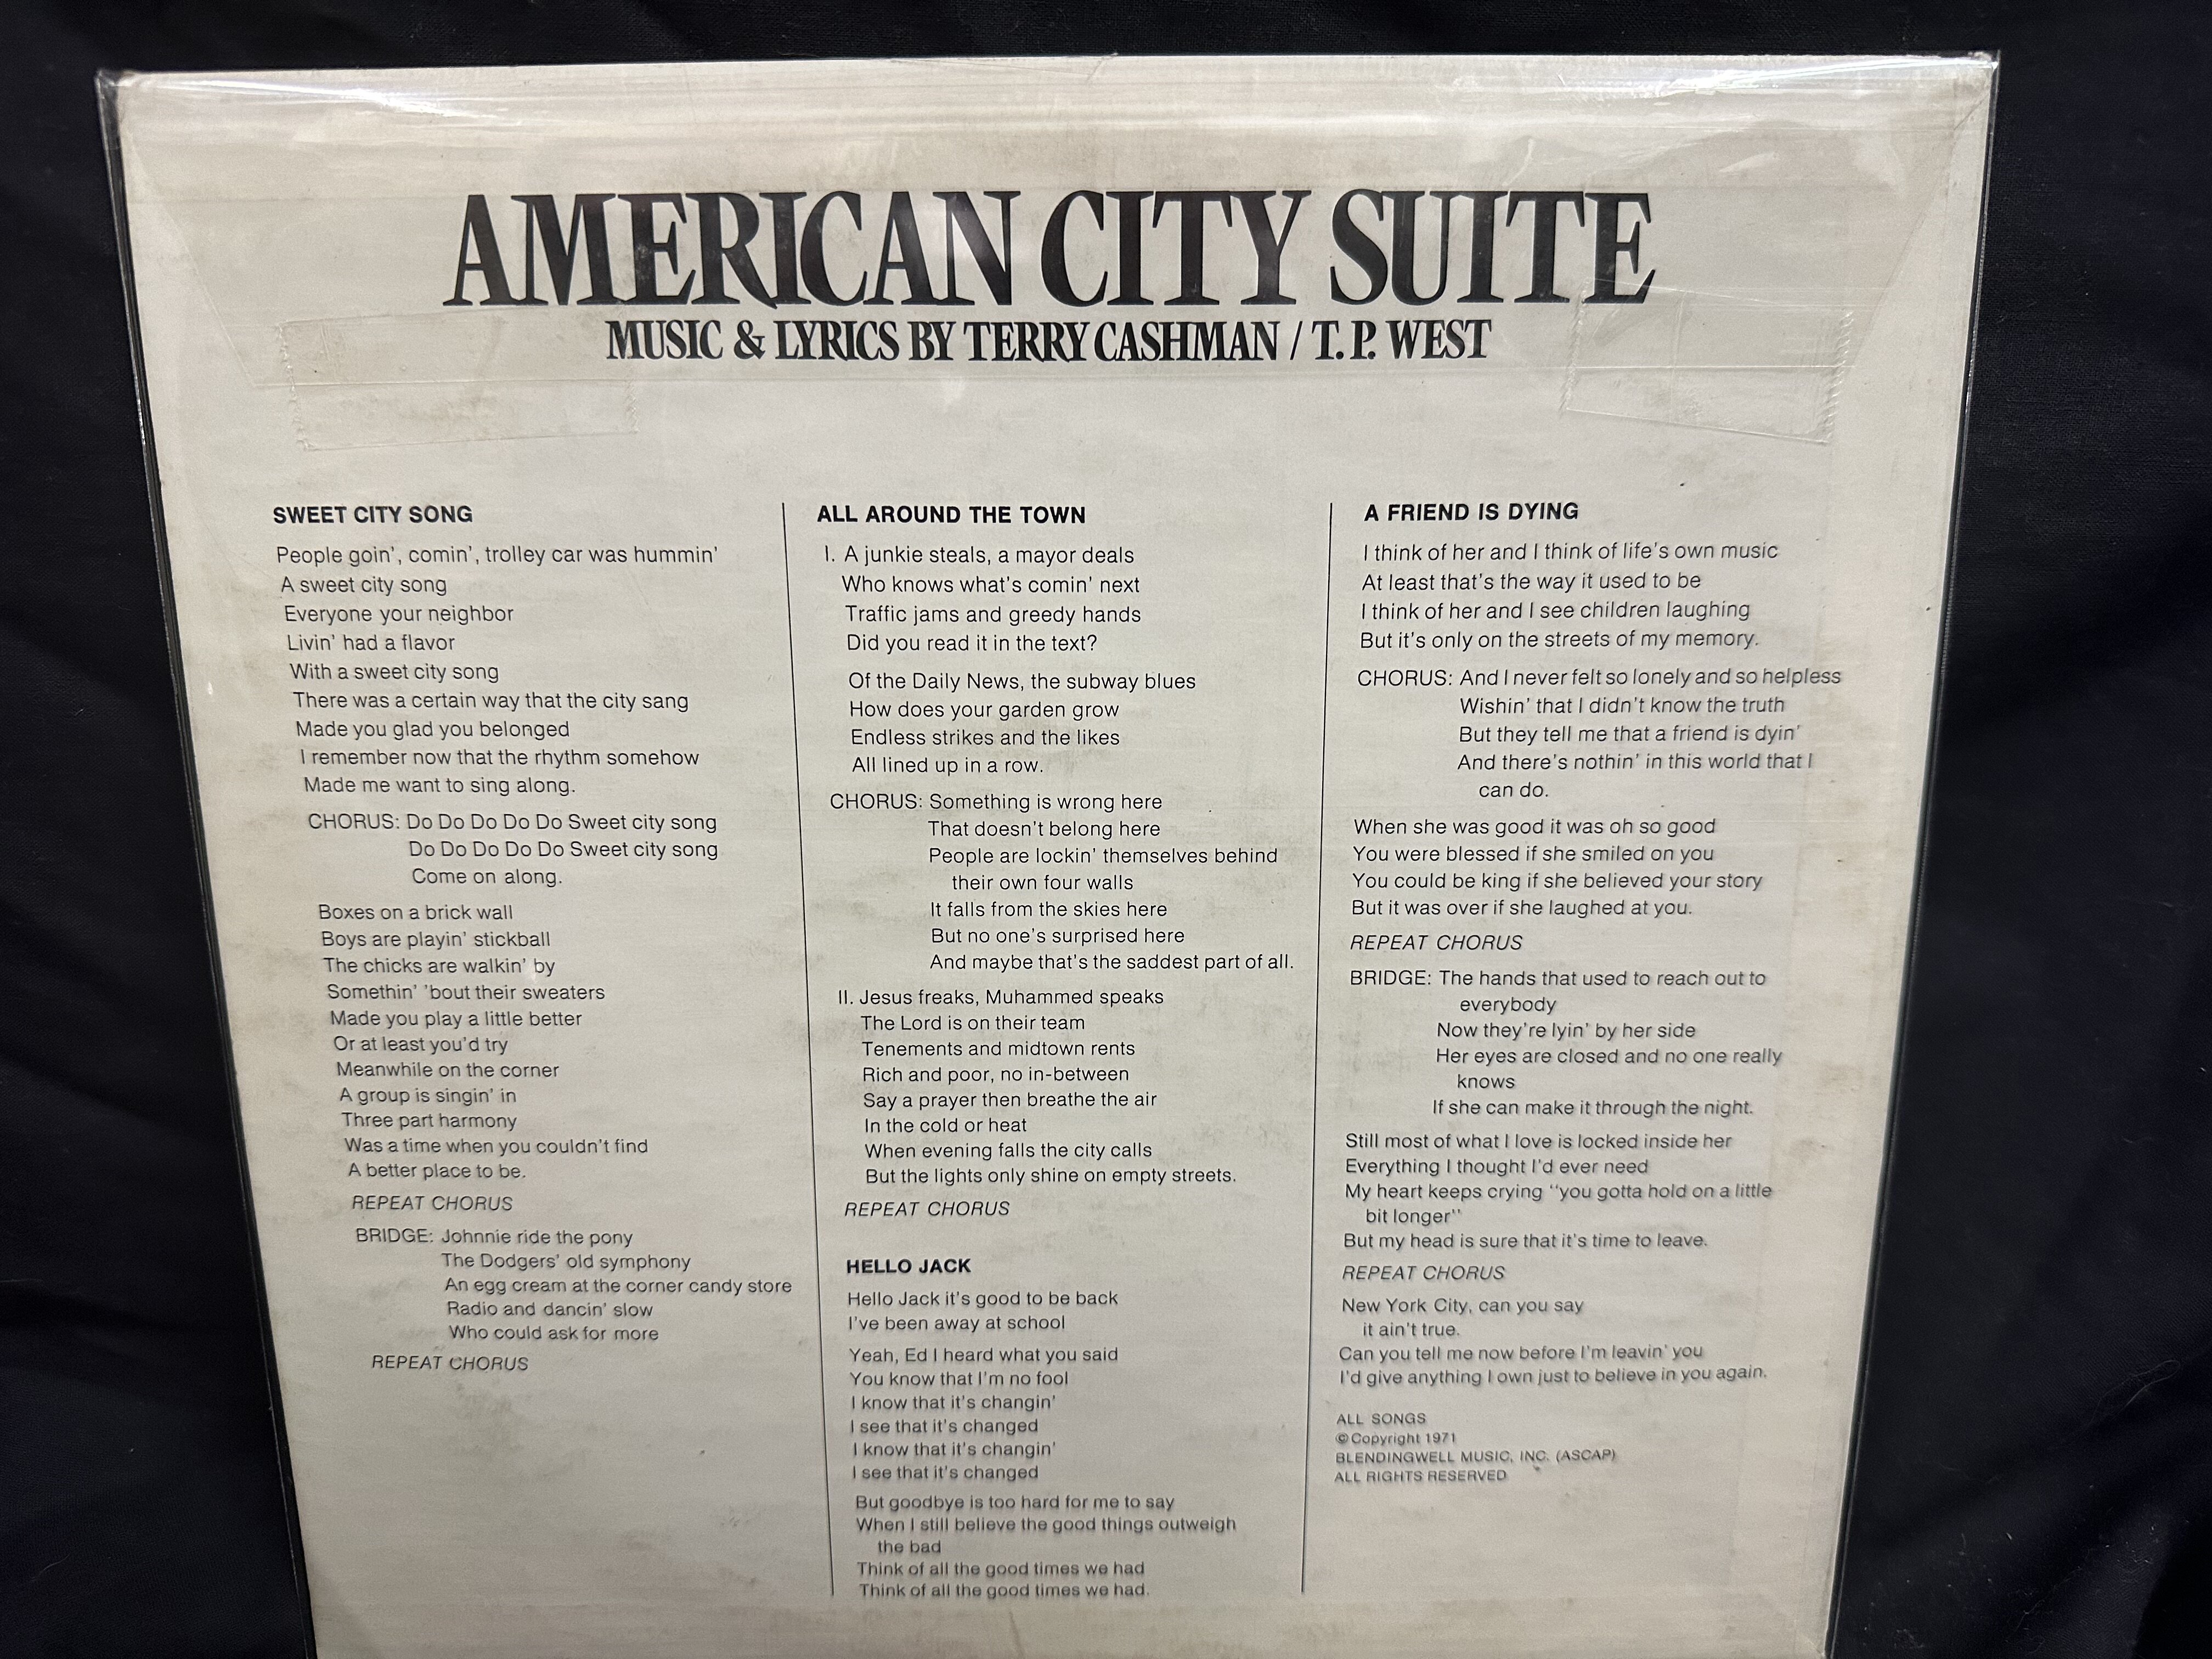 AMERICAN CITY SUITE
MUSIC & LYRICS BY TERRY CASHMAN / T. P. WEST
SWEET CITY SONG
People goin', comin', trolley car was hummin'
A sweet city song
Everyone your neighbor
Livin' had a flavor
With a sweet city song
There was a certain way that the city sang
Made you glad you belonged
I remember now that the rhythm somehow
Made me want to sing along.
CHORUS: Do Do Do Do Do Sweet city song
Do Do Do Do Do Sweet city song
Come on along.
Boxes on a brick wall
Boys are playin' stickball
The chicks are walkin' by
Somethin' 'bout their sweaters
Made you play a little better
Or at least you'd try
Meanwhile on the corner
A group is singin' in
Three part harmony
Was a time when you couldn't find
A better place to be.
REPEAT CHORUS
BRIDGE: Johnnie ride the pony
The Dodgers' old symphony
An egg cream at the corner candy store
Radio and dancin' slow
Who could ask for more
REPEAT CHORUS
ALL AROUND THE TOWN
I. A junkie steals, a mayor deals
Who knows what's comin' next
Traffic jams and greedy hands
Did you read it in the text?
Of the Daily News, the subway blues
How does your garden grow
Endless strikes and the likes
All lined up in a row.
CHORUS: Something is wrong here
That doesn't belong here
People are lockin' themselves behind
their own four walls
It falls from the skies here
But no one's surprised here
And maybe that's the saddest part of all.
II. Jesus freaks, Muhammed speaks
The Lord is on their team
Tenements and midtown rents
Rich and poor, no in-between
Say a prayer then breathe the air
In the cold or heat
When evening falls the city calls
But the lights only shine on empty streets.
REPEAT CHORUS
HELLO JACK
Hello Jack it's good to be back
I've been away at school
Yeah, Ed I heard what you said
You know that I'm no fool
I know that it's changin'
I see that it's changed
I know that it's changin'
I see that it's changed
But goodbye is too hard for me to say
When I still believe the good things outweigh
the bad
Think of all the good times we had
Think of all the good times we had.
A FRIEND IS DYING
I think of her and I think of life's own music
At least that's the way it used to be
I think of her and I see children laughing
But it's only on the streets of my memory.
CHORUS: And I never felt so lonely and so helpless
Wishin' that I didn't know the truth
But they tell me that a friend is dyin'
And there's nothin' in this world that I
can do.
When she was good it was oh so good
You were blessed if she smiled on you
You could be king if she believed your story
But it was over if she laughed at you.
REPEAT CHORUS
BRIDGE: The hands that used to reach out to
everybody
Now they're lyin' by her side
Her eyes are closed and no one really
knows
If she can make it through the night.
Still most of what I love is locked inside her
Everything I thought I'd ever need
My heart keeps crying "you gotta hold on a little
bit longer"
But my head is sure that it's time to leave.
REPEAT CHORUS
New York City, can you say
it ain't true.
Can you tell me now before I'm leavin' you
I'd give anything I own just to believe in you again.
ALL SONGS
© Copyright 1971
BLENDINGWELL MUSIC, INC. (ASCAP)
ALL RIGHTS RESERVED